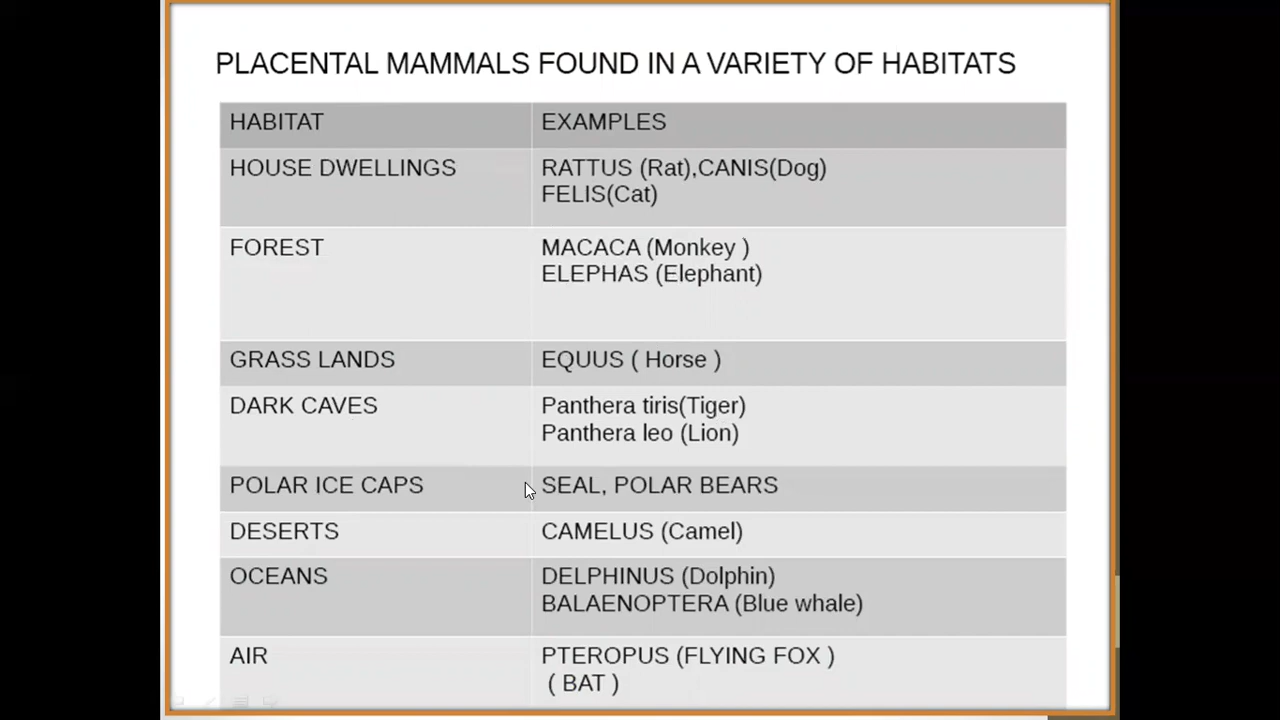 PLACENTAL MAMMALS FOUND IN A VARIETY OF HABITATS
HABITAT EXAMPLES
HOUSE DWELLINGS RATTUS (Rat),CANIS(Dog)
FELIS(Cat)
FOREST MACACA (Monkey )
ELEPHAS (Elephant)
GRASS LANDS EQUUS ( Horse )
DARK CAVES Panthera tiris(Tiger)
Panthera leo (Lion)
POLAR ICE CAPS SEAL, POLAR BEARS
DESERTS CAMELUS (Camel)
OCEANS DELPHINUS (Dolphin)
BALAENOPTERA (Blue whale)
AIR PTEROPUS (FLYING FOX )
( BAT )